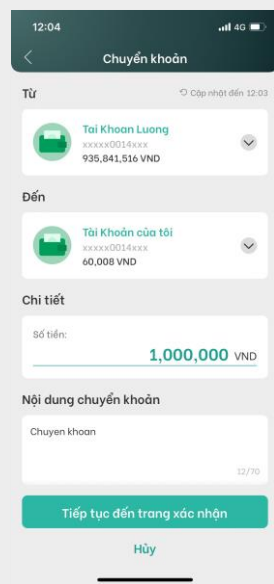 12:04
4G
Chuyển khoản
Từ
Cập nhật đến 12:03
Tai Khoan Luong
xxxxx0014xxx
935,841,516 VND
Đến
Tài Khoản của tôi
xxxxx0014xxx
60,008 VND
Chi tiết
Số tiền:
1,000,000 VND
Nội dung chuyển khoản
Chuyen khoan
12/70
Tiếp tục đến trang xác nhận
Hủy